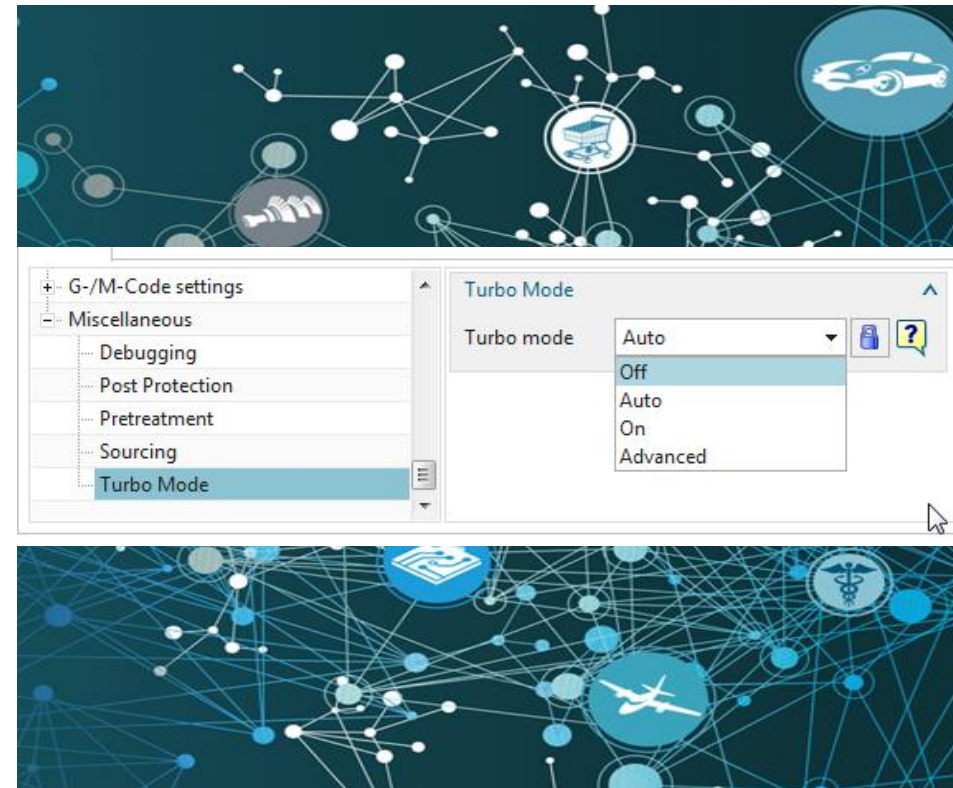 G-/M-Code settings
Miscellaneous
Debugging
Post Protection
Pretreatment
Sourcing
Turbo Mode
Turbo Mode
Turbo mode
Auto
?
Off
Auto
On
Advanced